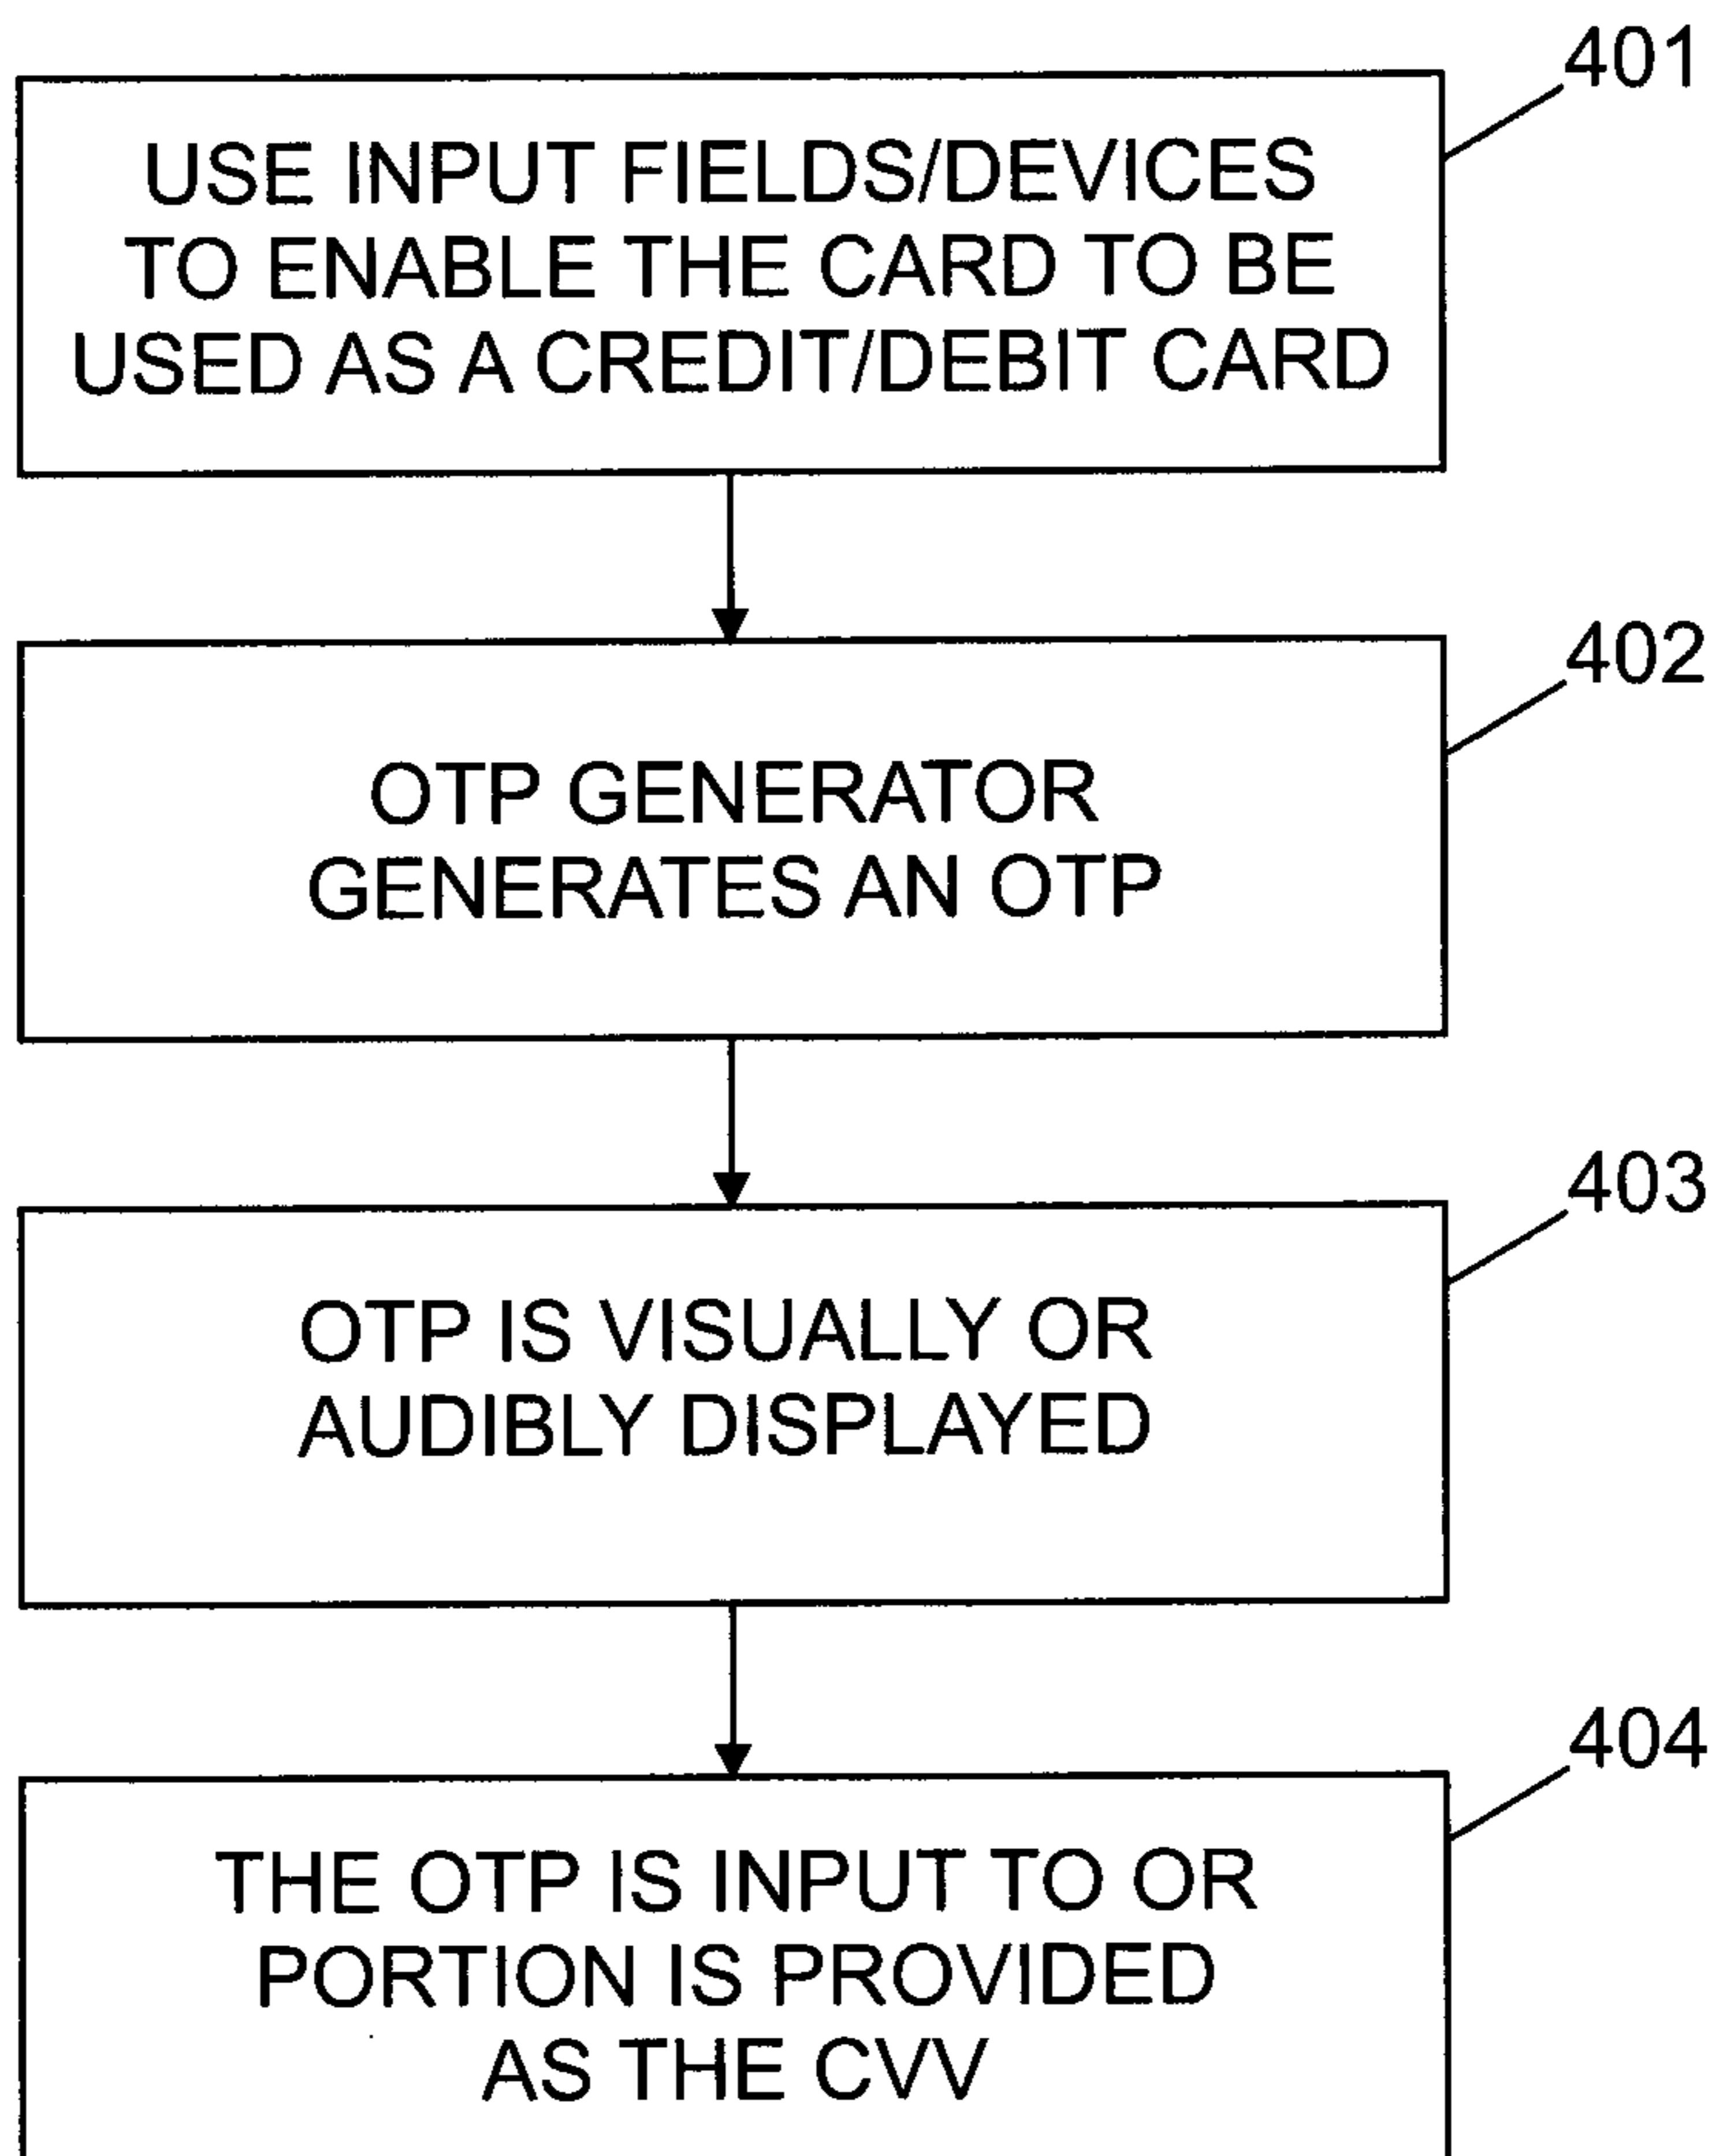 401
USE INPUT FIELDS/DEVICES
TO ENABLE THE CARD TO BE
USED AS A CREDIT/DEBIT CARD
402
OTP GENERATOR
GENERATES AN OTP
403
OTP IS VISUALLY OR
AUDIBLY DISPLAYED
404
THE OTP IS INPUT TO OR
PORTION IS PROVIDED
AS THE CVV